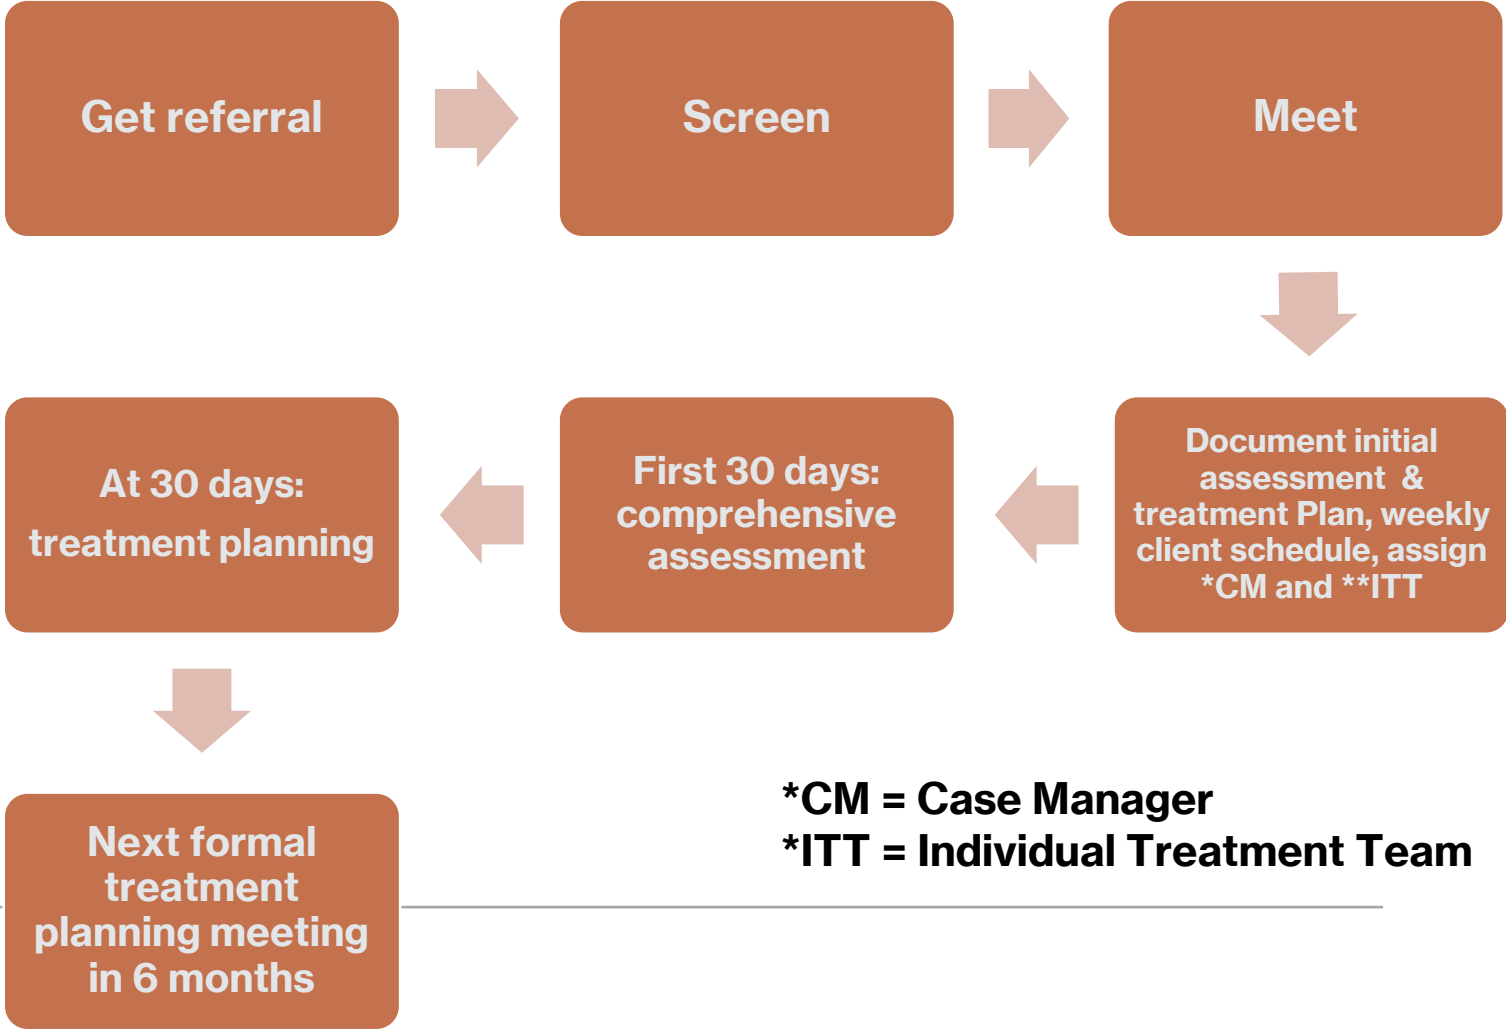 Get referral
Screen
Meet
Document initial
assessment  &
treatment Plan, weekly
client schedule, assign
*CM and **ITT
First 30 days:
comprehensive
assessment
At 30 days:
treatment planning
Next formal
treatment
planning meeting
in 6 months
*CM = Case Manager
*ITT = Individual Treatment Team